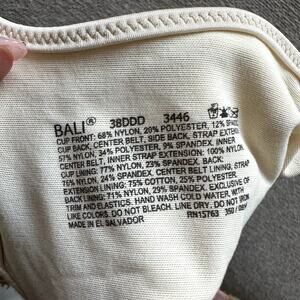 BALI® 38DDD 3446
CUP FRONT: 68% NYLON, 20% POLYESTER, 12% SPANDEX.
CUP BACK, CENTER BELT, SIDE BACK, STRAP EXTENSION:
57% NYLON, 34% POLYESTER, 9% SPANDEX. INNER
BELT, INNER STRAP EXTENSION: 100% NYLON.
CUP LINING: 77% NYLON, 23% SPANDEX. BACK:
76% NYLON, 24% SPANDEX. CENTER BELT LINING, STRAP
EXTENSION LINING: 75% COTTON, 25% POLYESTER.
BACK LINING: 71% NYLON, 29% SPANDEX. EXCLUSIVE OF
TRIM AND ELASTICS. HAND WASH COLD WATER, WITH
LIKE COLORS. DO NOT BLEACH. LINE DRY. DO NOT IRON
MADE IN EL SALVADOR RN15763 350 /